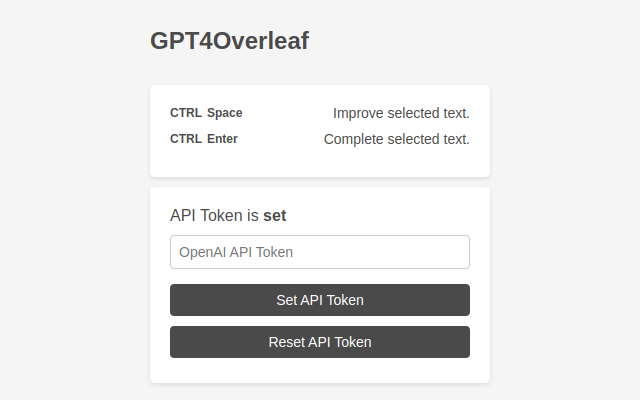 GPT4Overleaf
CTRL Space Improve selected text.
CTRL Enter Complete selected text.
API Token is set
OpenAI API Token
Set API Token
Reset API Token